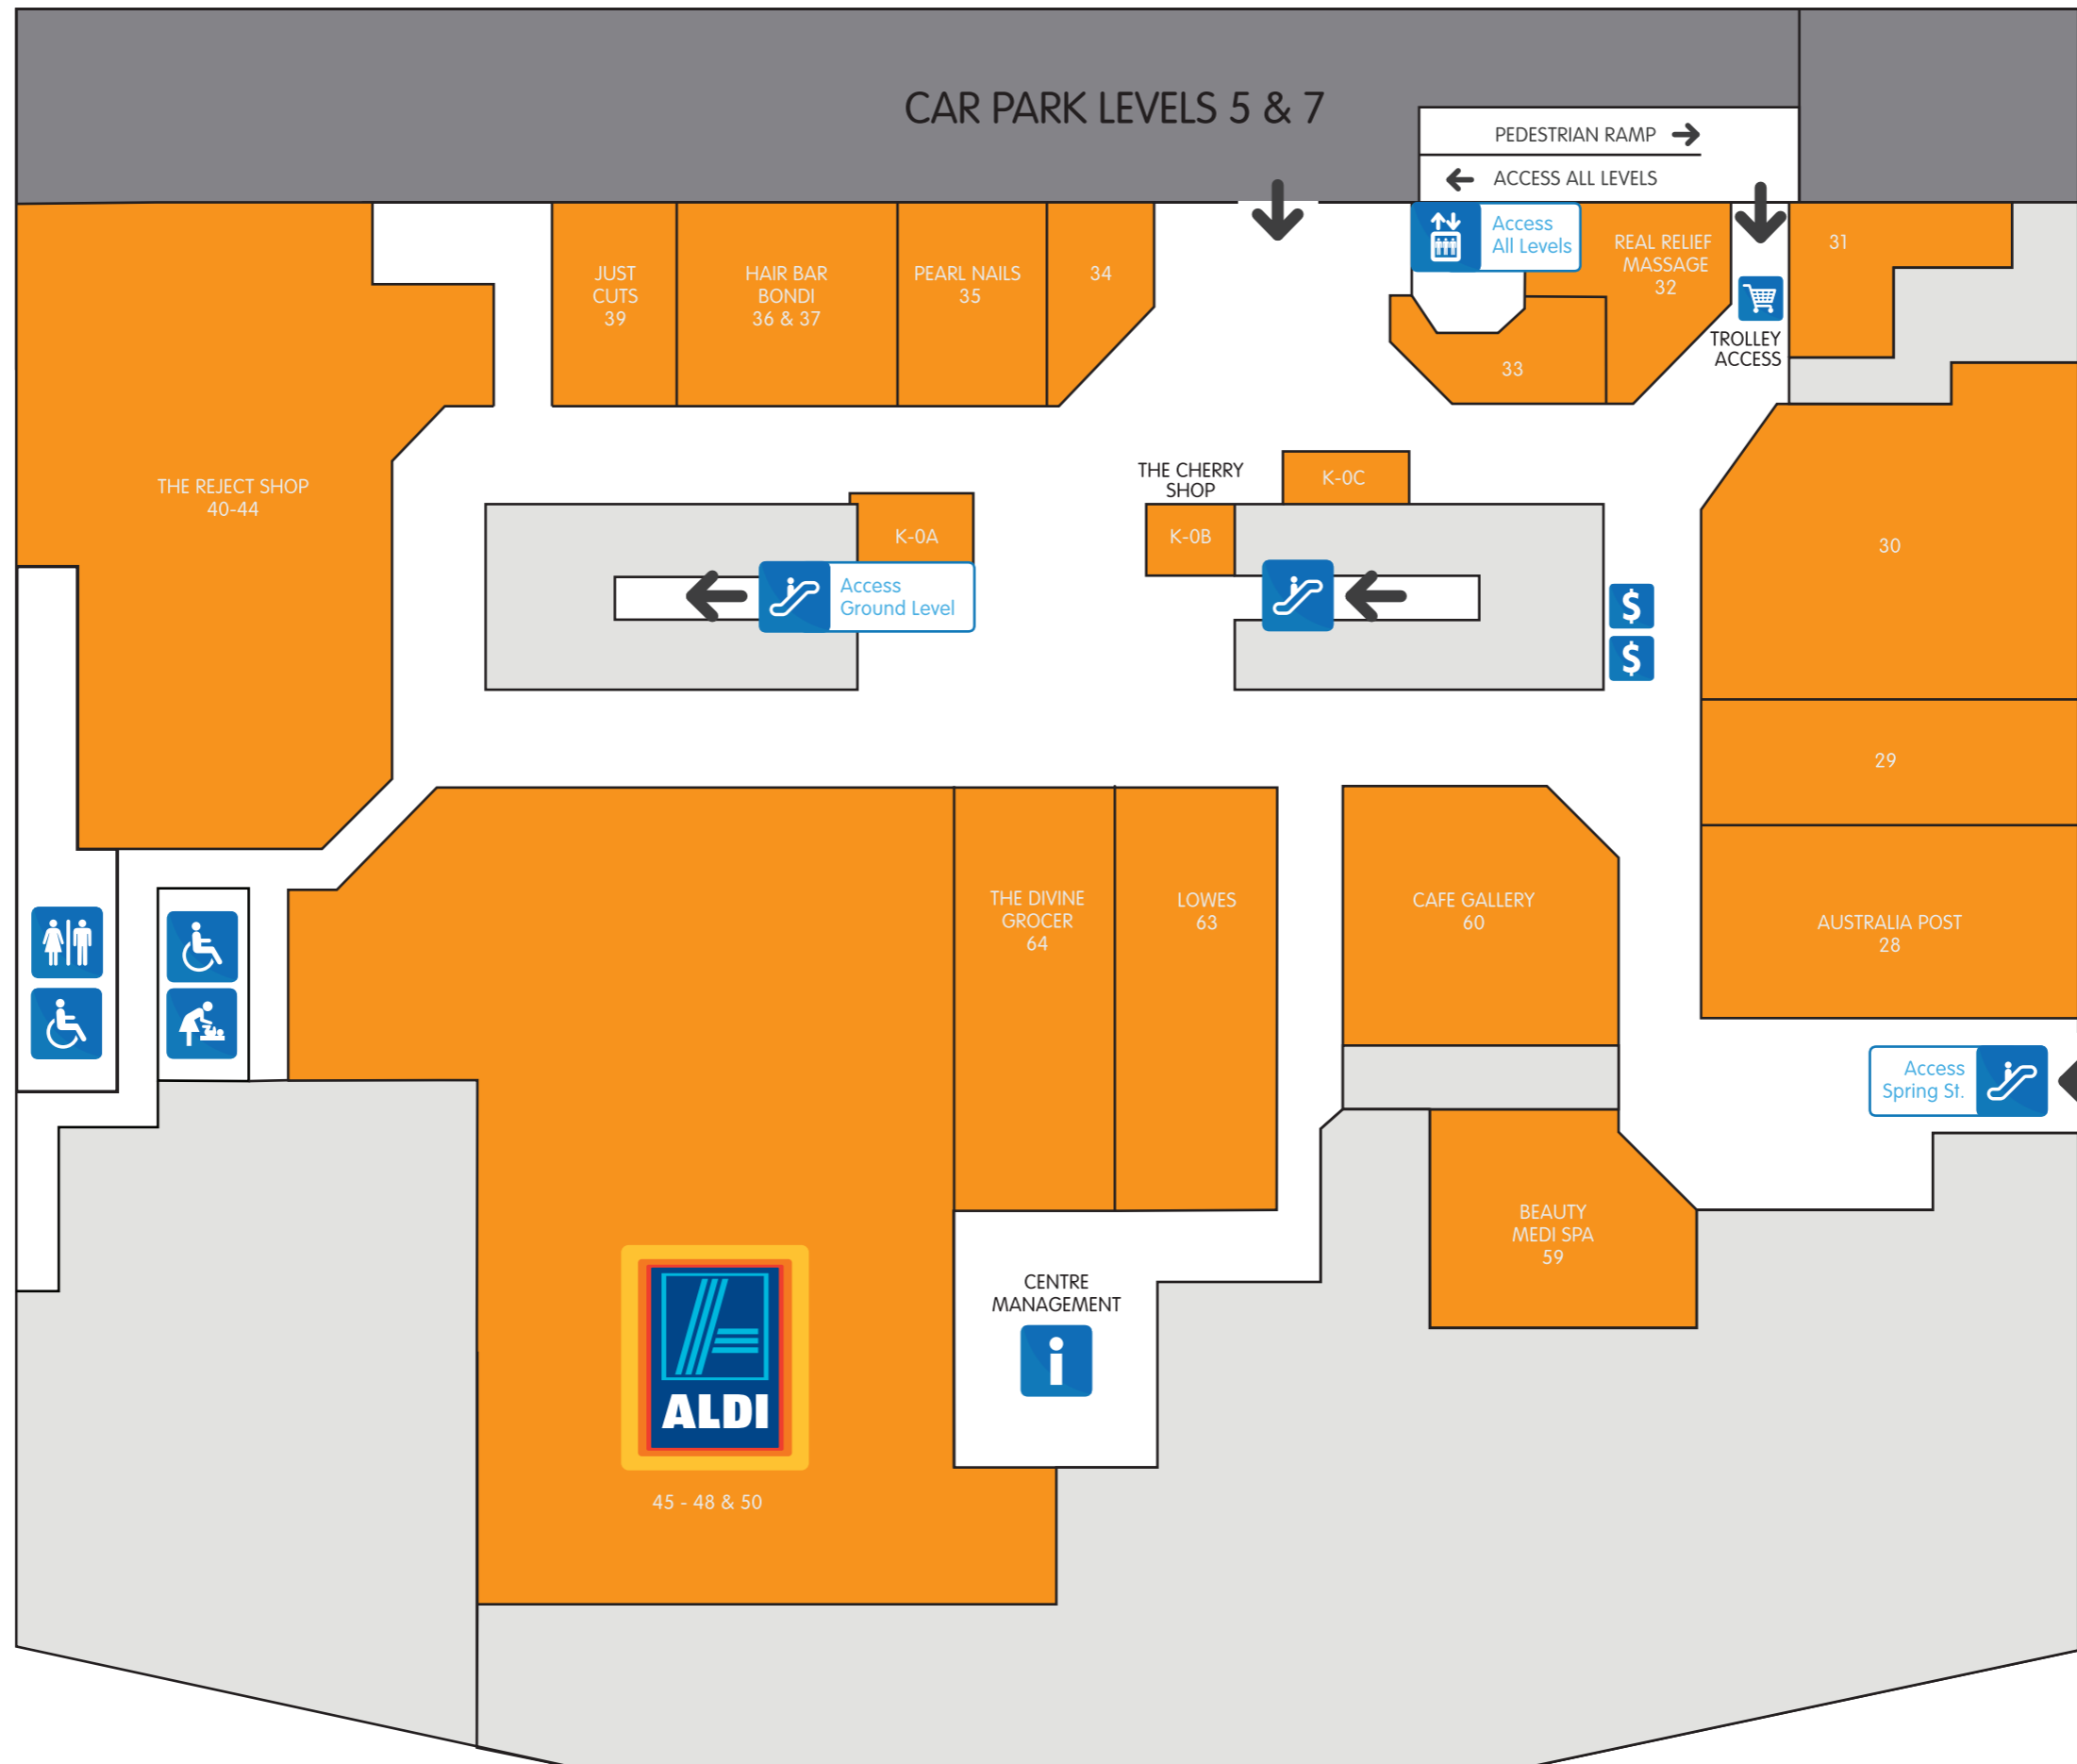 CAR PARK LEVELS 5 & 7
PEDESTRIAN RAMP
ACCESS ALL LEVELS
Access
All Levels
REAL RELIEF
MASSAGE
32
31
JUST
CUTS
39
HAIR BAR
BONDI
36 & 37
PEARL NAILS
35
34
33
TROLLEY
ACCESS
THE REJECT SHOP
40-44
THE CHERRY
SHOP
K-0C
K-0A
K-0B
30
Access
Ground Level
$
$
29
THE DIVINE
GROCER
64
LOWES
63
CAFE GALLERY
60
AUSTRALIA POST
28
Access
Spring St.
BEAUTY
MEDI SPA
59
CENTRE
MANAGEMENT
i
ALDI
45 - 48 & 50